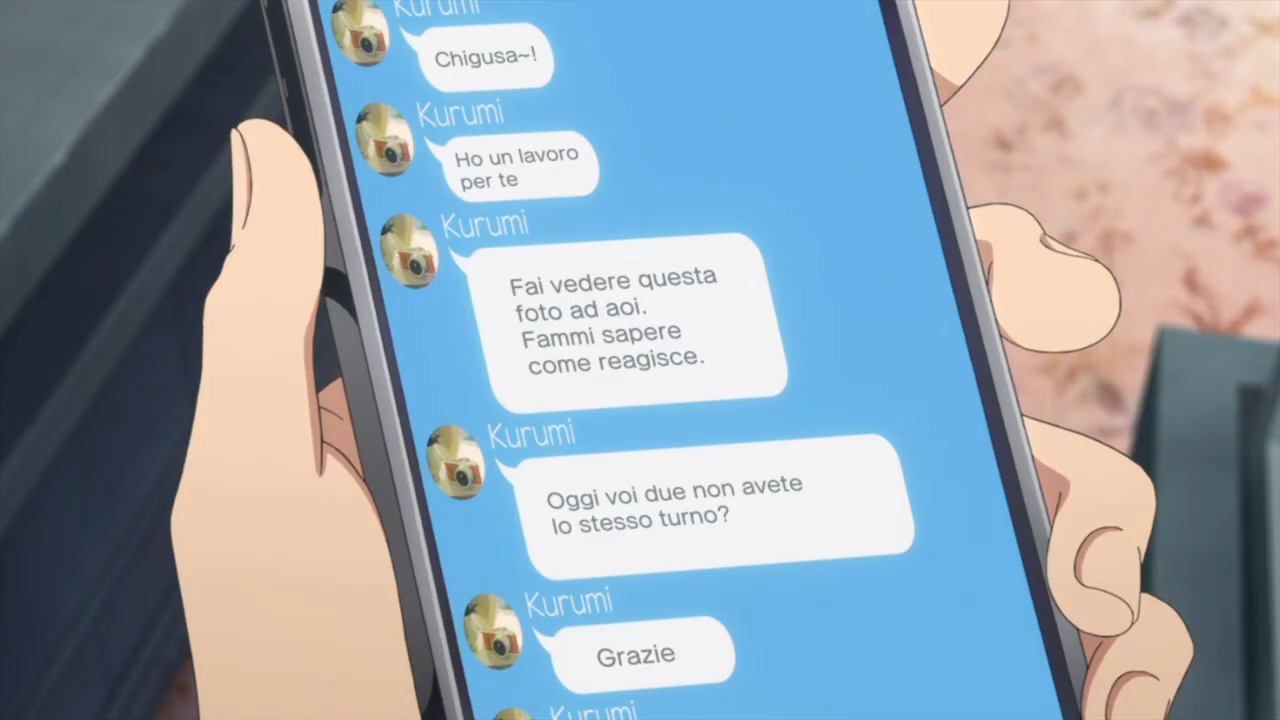 Kurumi
Chigusa~!
Kurumi
Ho un lavoro
per te
Kurumi
Fai vedere questa
foto ad aoi.
Fammi sapere
come reagisce.
Kurumi
Oggi voi due non avete
lo stesso turno?
Kurumi
Grazie
Kurumi